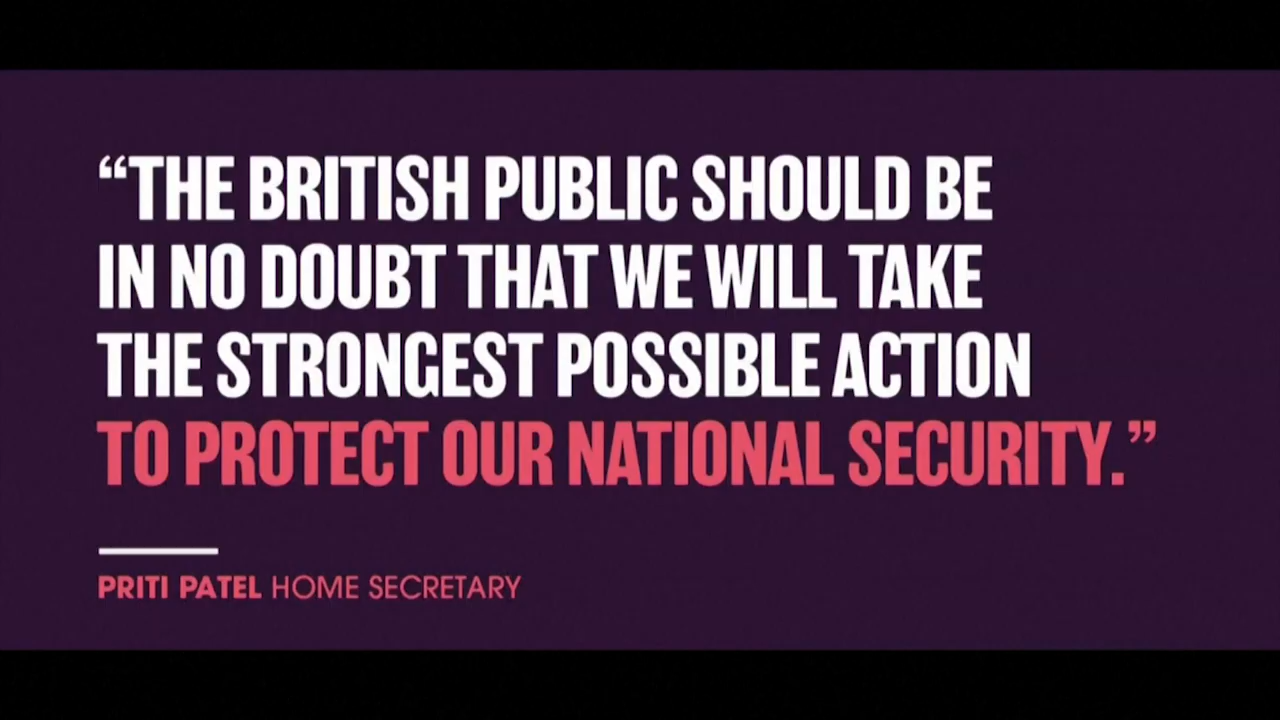 “THE BRITISH PUBLIC SHOULD BE
IN NO DOUBT THAT WE WILL TAKE
THE STRONGEST POSSIBLE ACTION
TO PROTECT OUR NATIONAL SECURITY.”
PRITI PATEL HOME SECRETARY